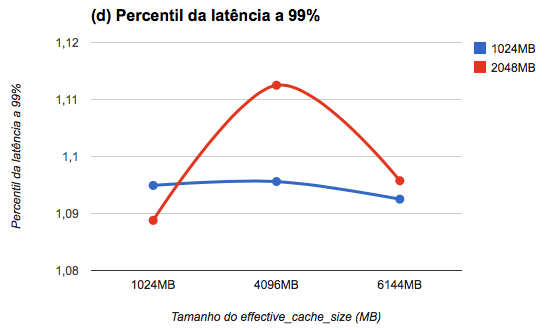 (d) Percentil da latência a 99%
1,12
1,11
1,1
1,09
1,08
Percentil da latência a 99%
1024MB
4096MB
6144MB
Tamanho do effective_cache_size (MB)
1024MB
2048MB